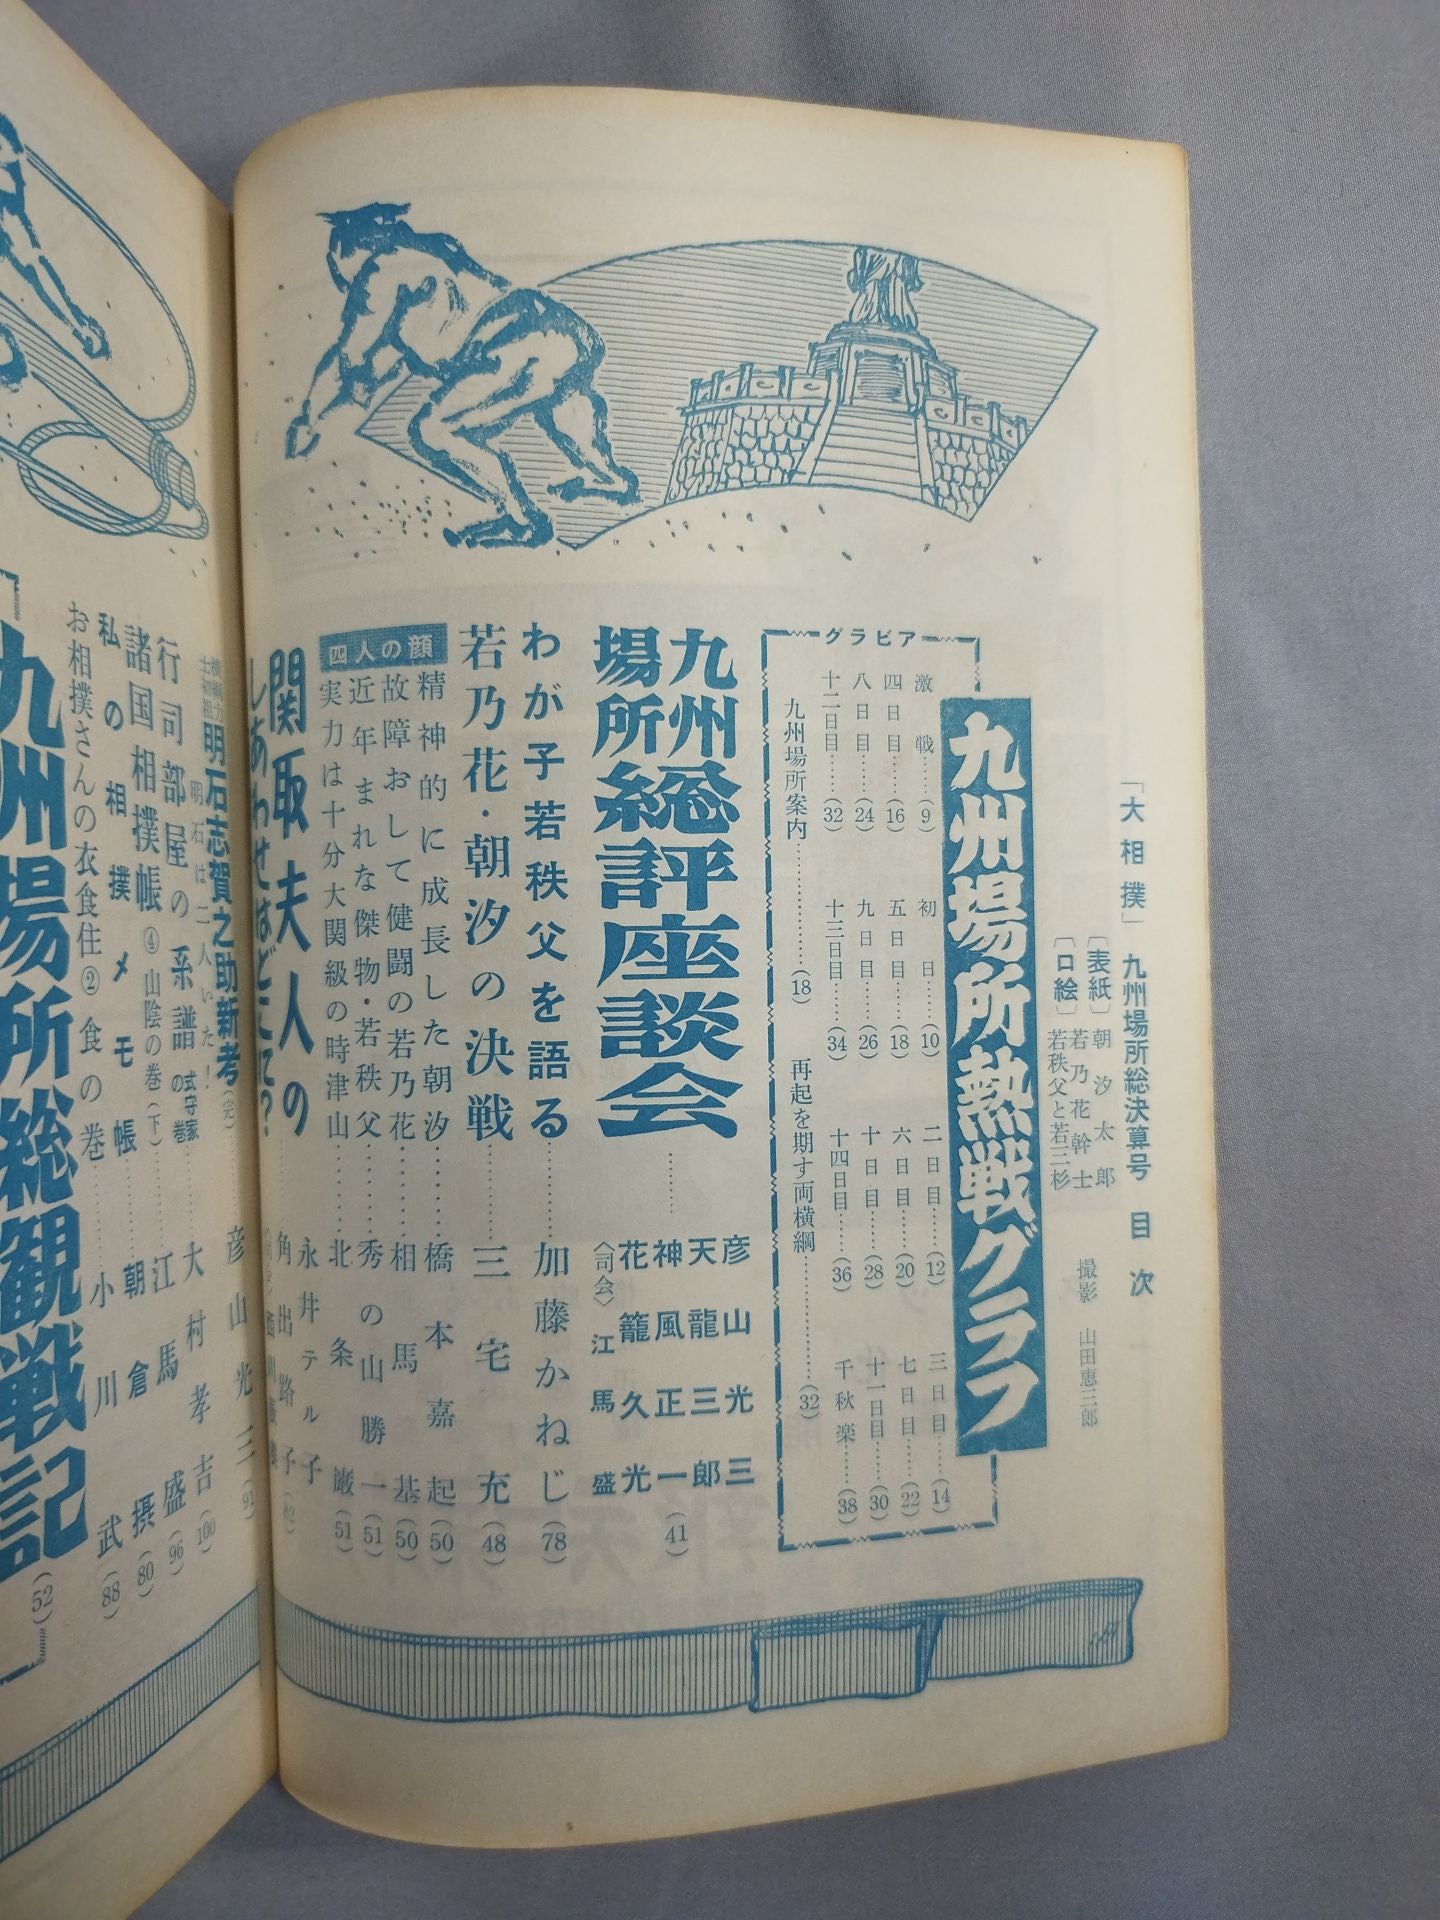 「大相撲」九州場所総決算号　目次
〔表紙〕朝汐太郎
若乃花幹士
〔口絵〕若秩父と若三杉
撮影　山田恵三郎
九州場所熱戦グラフ
グラビア
激戦……(9)
初日……(10)
二日目……(12)
三日目……(14)
四日目……(16)
五日目……(18)
六日目……(20)
七日目……(22)
八日目……(24)
九日目……(26)
十日目……(28)
十一日目……(30)
十二日目……(32)
十三日目……(34)
十四日目……(36)
千秋楽……(38)
九州場所案内……(18)
再起を期す両横綱……(32)
九州場所総評座談会……
彦山光三
天龍三郎
神風正一
花籠久光
〈司会〉江馬盛
(41)
わが子若秩父を語る……加藤かねじ(78)
若乃花・朝汐の決戦……三宅充(48)
四人の顔
精神的に成長した朝汐……橋本嘉起(50)
故障おして健闘の若乃花……相馬基(50)
近年まれな傑物・若秩父……秀の山勝一(51)
実力は十分大関級の時津山……北条巌(51)
関取夫人の
しあわせはどこに？……
永井テル子
角出路子
明石志賀之助新考(完)……彦山光三(91)
明石は二人いた！
行司部屋の系譜 式守家の巻……大村孝吉(100)
諸国相撲帳④山陰の巻(下)……江馬盛(96)
私の相撲メモ帳……朝倉摂(80)
お相撲さんの衣食住②食の巻……小川武(88)
九州場所総観戦記
(52)